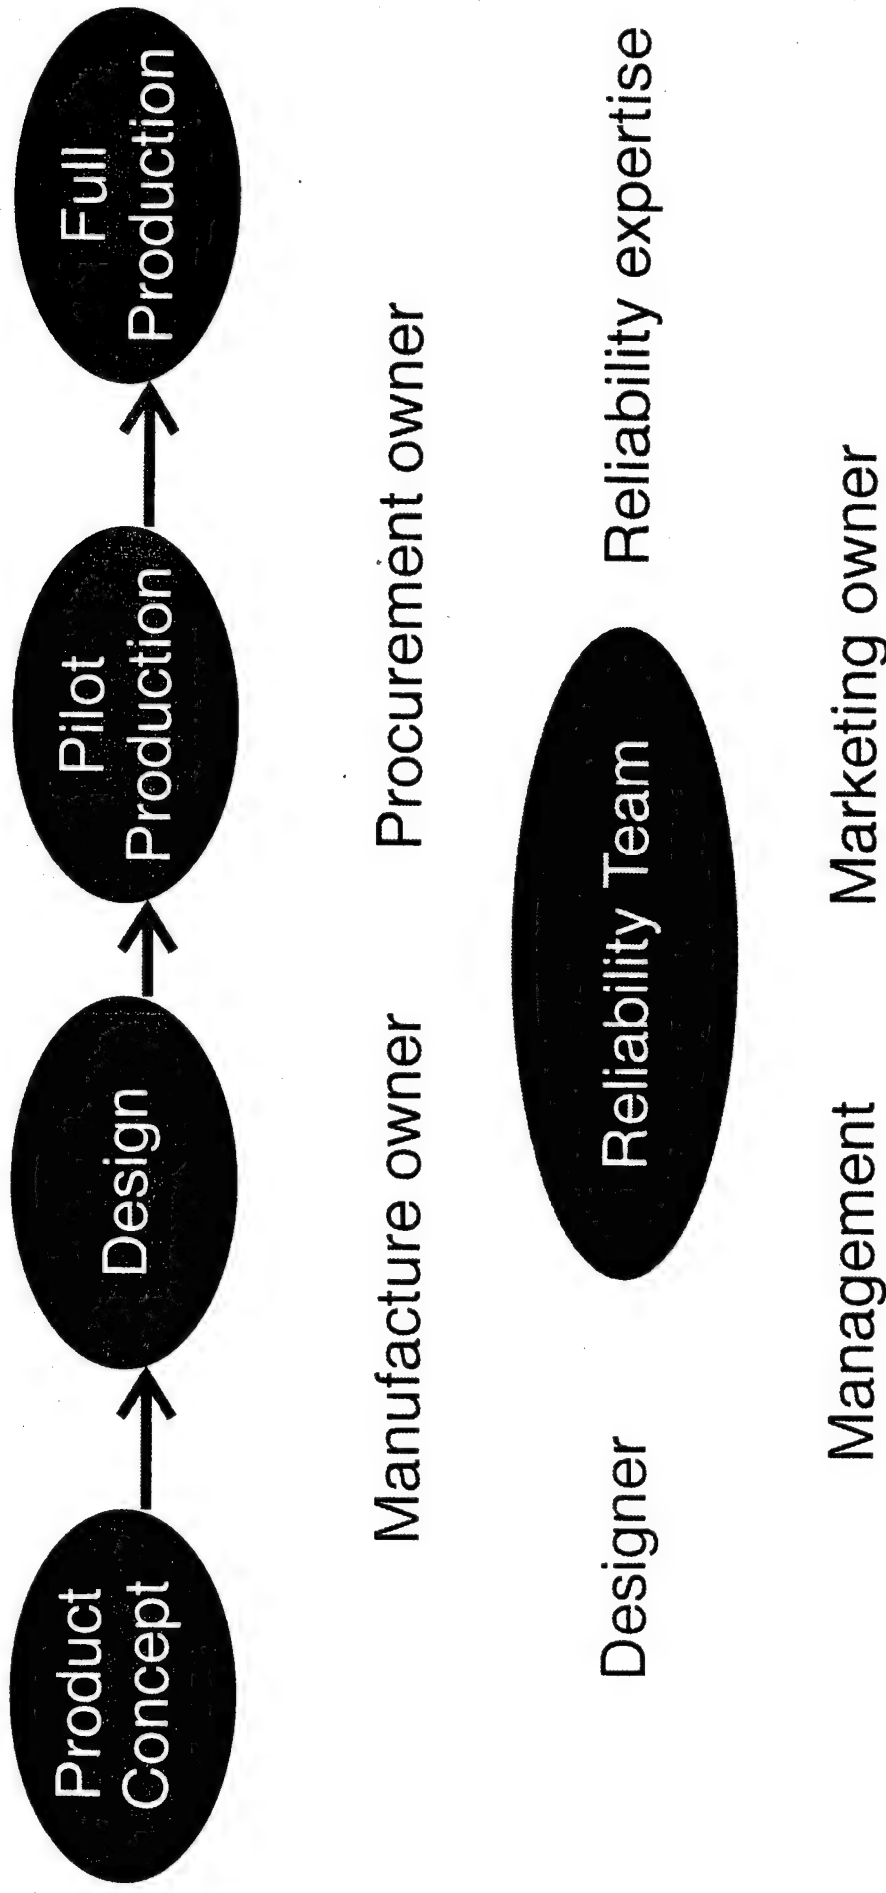 Product
Concept
Design
Pilot
Production
Full
Production
Manufacture owner
Procurement owner
Designer
Reliability Team
Reliability expertise
Management
Marketing owner